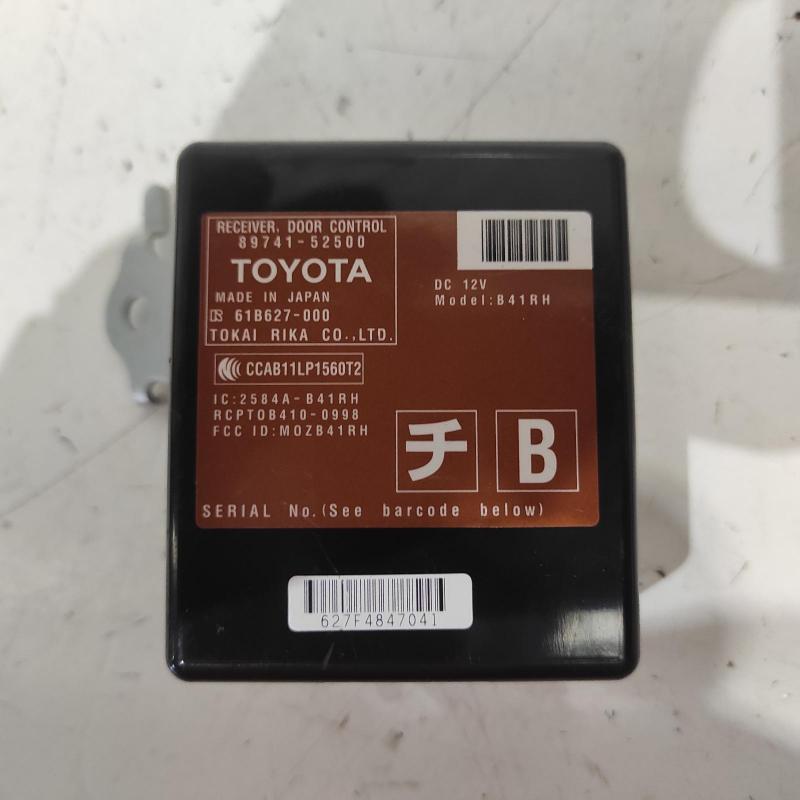 RECEIVER, DOOR CONTROL
89741-52500
TOYOTA
MADE IN JAPAN
61B627-000
TOKAI RIKA CO.,LTD.
DC 12V
Model:B41RH
CCAB11LP1560T2
IC:2584A-B41RH
RCPTOB410-0998
FCC ID:MOZB41RH
チ B
SERIAL No.(See barcode below)
627F4847041